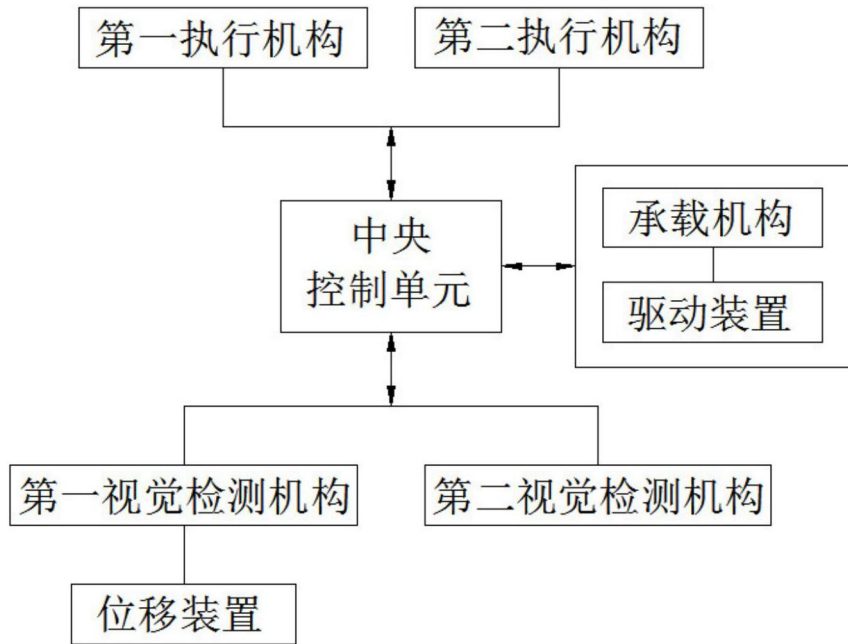 第一执行机构
第二执行机构
中央
控制单元
承载机构
驱动装置
第一视觉检测机构
第二视觉检测机构
位移装置